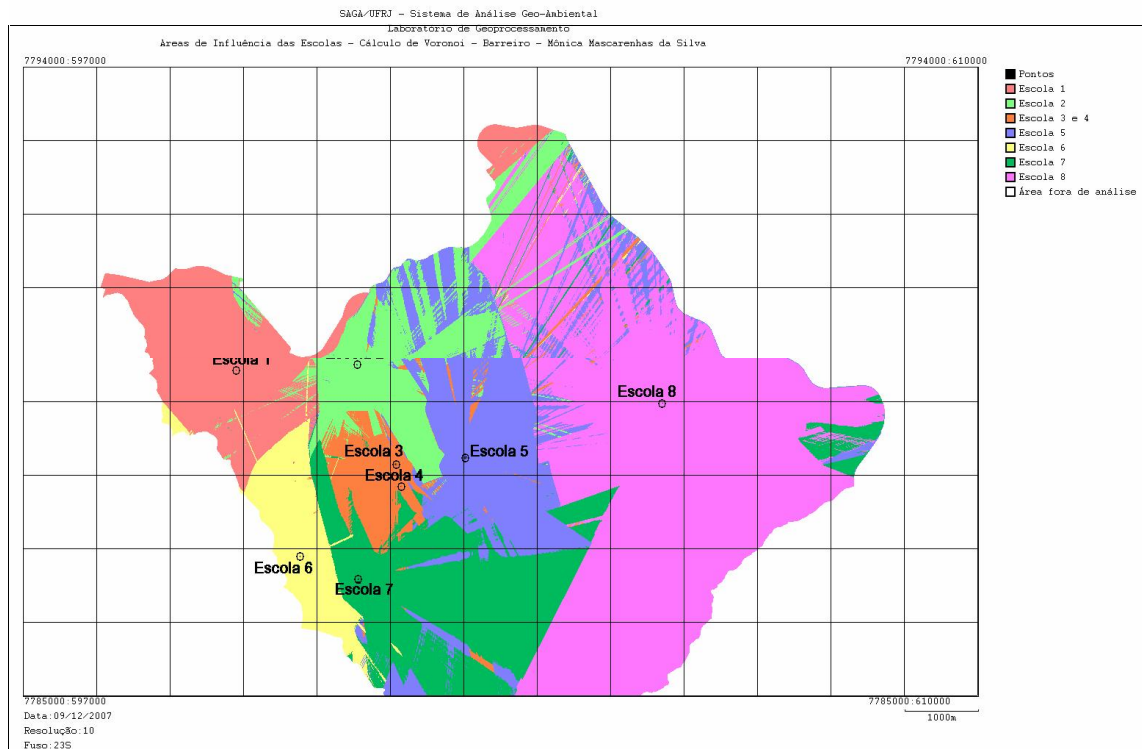 SAGA/UFRJ - Sistema de Análise Geo-Ambiental
Laboratório de Geoprocessamento
Areas de Influência das Escolas - Cálculo de Voronoi - Barreiro - Mônica Mascarenhas da Silva
7794000:597000
7794000:610000
Pontos
Escola 1
Escola 2
Escola 3 e 4
Escola 5
Escola 6
Escola 7
Escola 8
Área fora de análise
Escola 1
Escola 8
Escola 3
Escola 5
Escola 4
Escola 6
Escola 7
7785000:597000
7785000:610000
1000m
Data:09/12/2007
Resolução:10
Fuso:23S